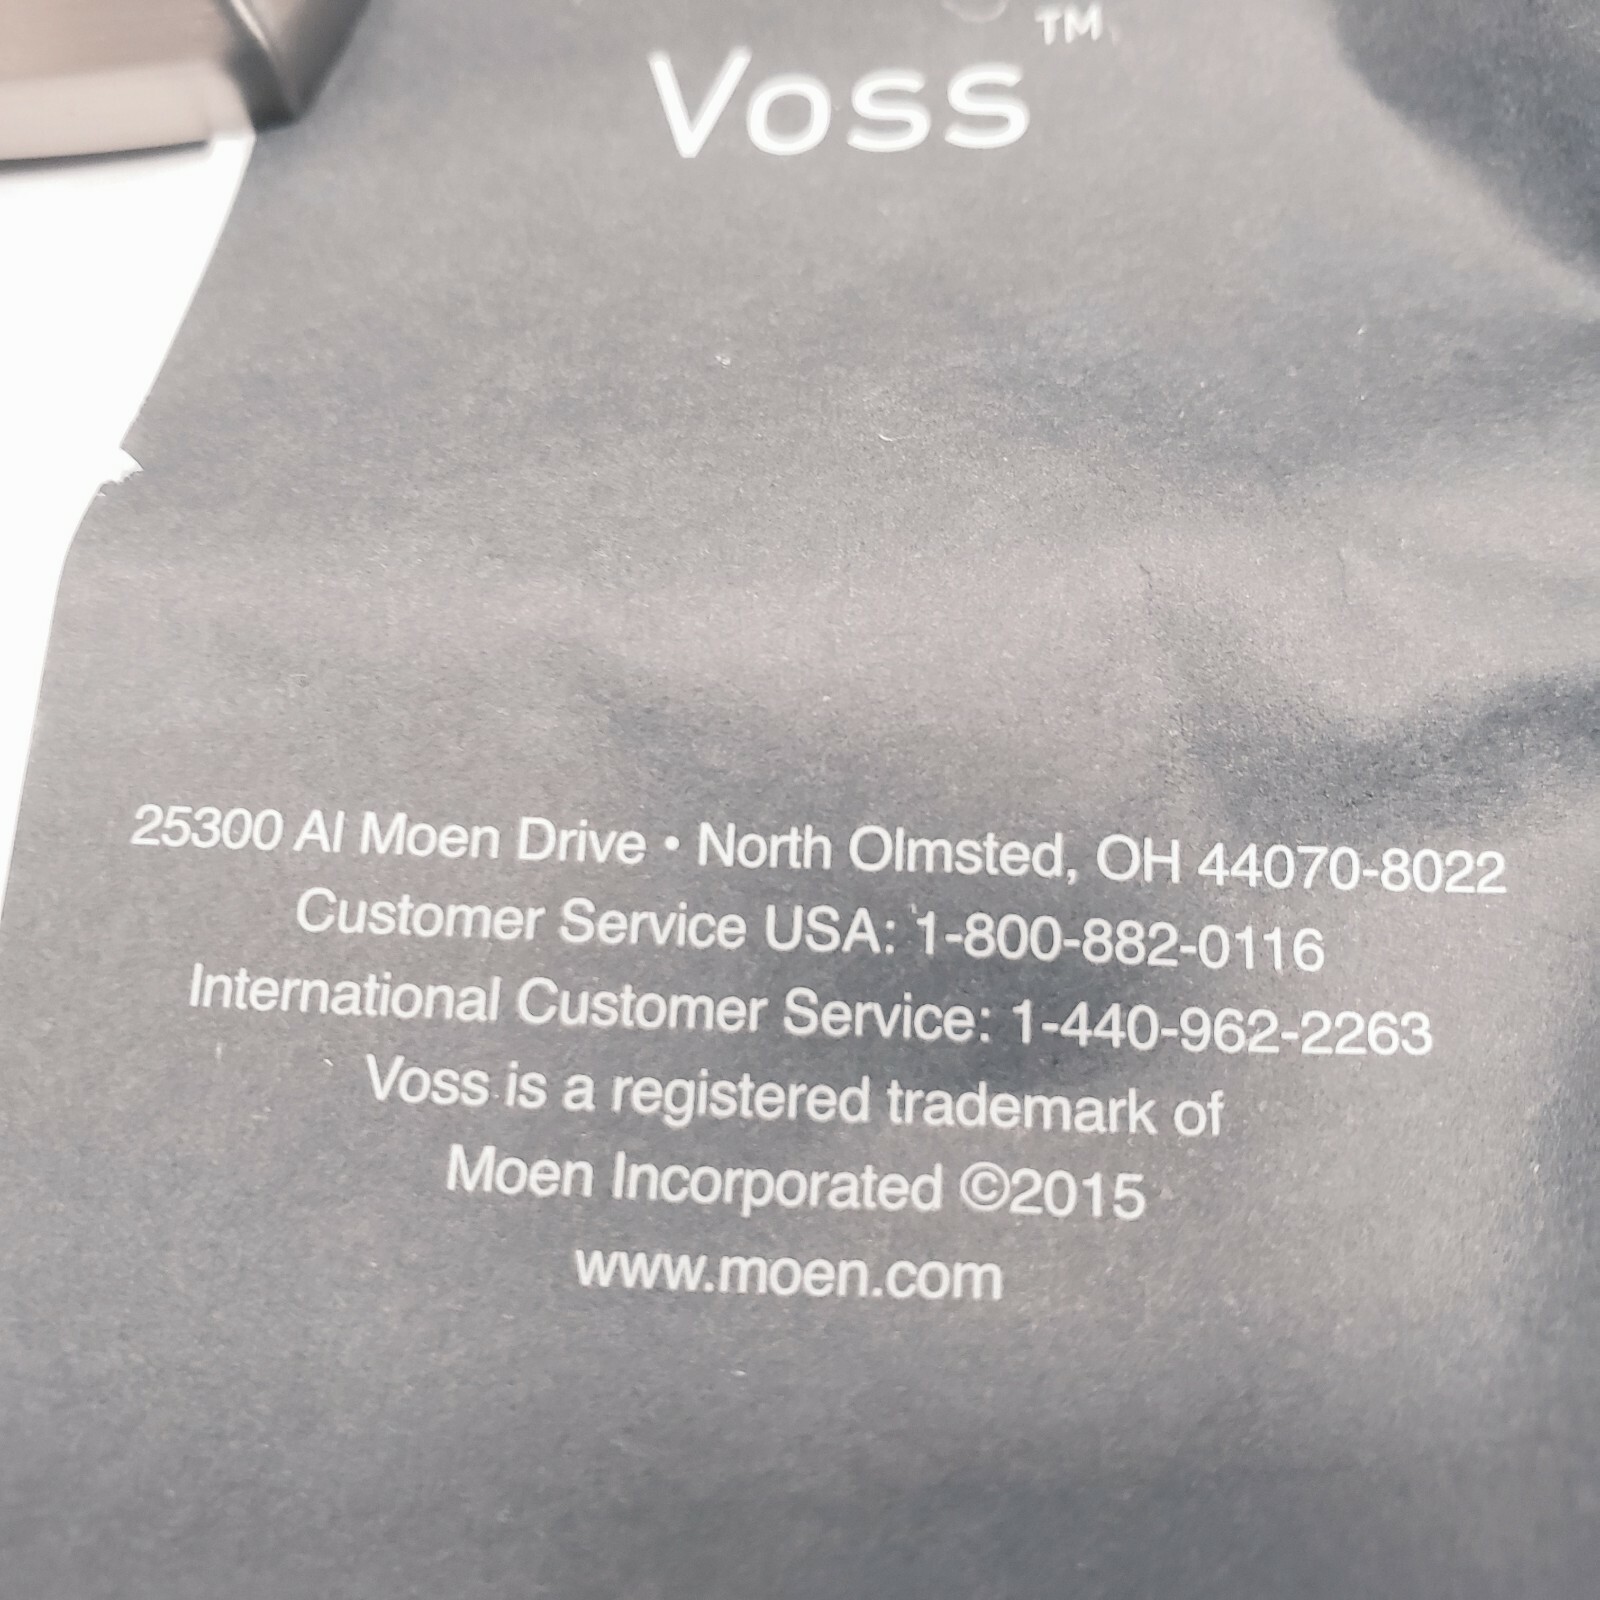 Voss™
25300 Al Moen Drive • North Olmsted, OH 44070-8022
Customer Service USA: 1-800-882-0116
International Customer Service: 1-440-962-2263
Voss is a registered trademark of
Moen Incorporated ©2015
www.moen.com